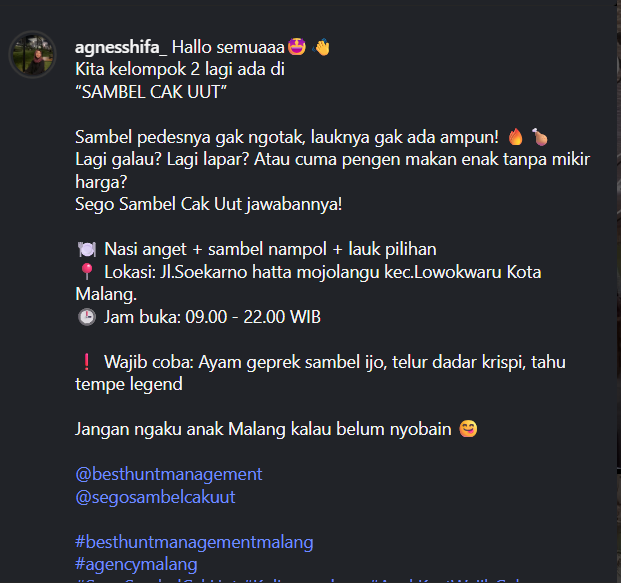 agnesshifa_ Hallo semuaaa🤩👋
Kita kelompok 2 lagi ada di
“SAMBEL CAK UUT”
Sambel pedesnya gak ngotak, lauknya gak ada ampun! 🔥🍗
Lagi galau? Lagi lapar? Atau cuma pengen makan enak tanpa mikir
harga?
Sego Sambel Cak Uut jawabannya!
🍽️ Nasi anget + sambel nampol + lauk pilihan
📍 Lokasi: Jl.Soekarno hatta mojolangu kec.Lowokwaru Kota
Malang.
🕒 Jam buka: 09.00 - 22.00 WIB
❗ Wajib coba: Ayam geprek sambel ijo, telur dadar krispi, tahu
tempe legend
Jangan ngaku anak Malang kalau belum nyobain 😋
@besthuntmanagement
@segosambelcakuut
#besthuntmanagementmalang
#agencymalang